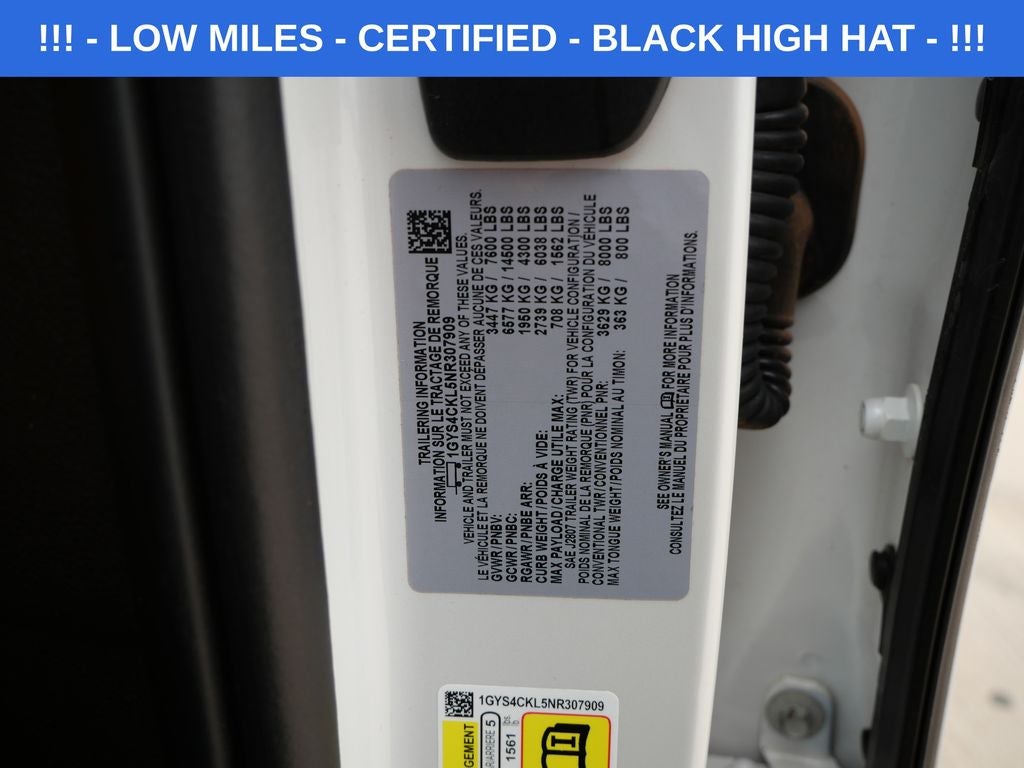 !!! - LOW MILES - CERTIFIED - BLACK HIGH HAT - !!!
TRAILERING INFORMATION
INFORMATION SUR LE TRACTAGE DE REMORQUE
1GYS4CKL5NR307909
VEHICLE AND TRAILER MUST NOT EXCEED ANY OF THESE VALUES.
LE VÉHICULE ET LA REMORQUE NE DOIVENT DÉPASSER AUCUNE DE CES VALEURS.
GVWR/PNBV: 3447 KG / 7600 LBS
GCWR/PNBC: 6577 KG / 14500 LBS
RGAWR/PNBE ARR: 1950 KG / 4300 LBS
CURB WEIGHT/POIDS À VIDE: 2739 KG / 6038 LBS
MAX PAYLOAD/CHARGE UTILE MAX: 708 KG / 1562 LBS
SAE J2807 TRAILER WEIGHT RATING (TWR) FOR VEHICLE CONFIGURATION /
POIDS NOMINAL DE LA REMORQUE (PNR) POUR LA CONFIGURATION DU VÉHICULE
CONVENTIONAL TWR/CONVENTIONNEL PNR: 3629 KG / 8000 LBS
MAX TONGUE WEIGHT/POIDS NOMINAL AU TIMON: 363 KG / 800 LBS
SEE OWNER'S MANUAL FOR MORE INFORMATION
CONSULTEZ LE MANUEL DU PROPRIÉTAIRE POUR PLUS D'INFORMATIONS.
1GYS4CKL5NR307909
GEMENT
ARRIERE 5
1561